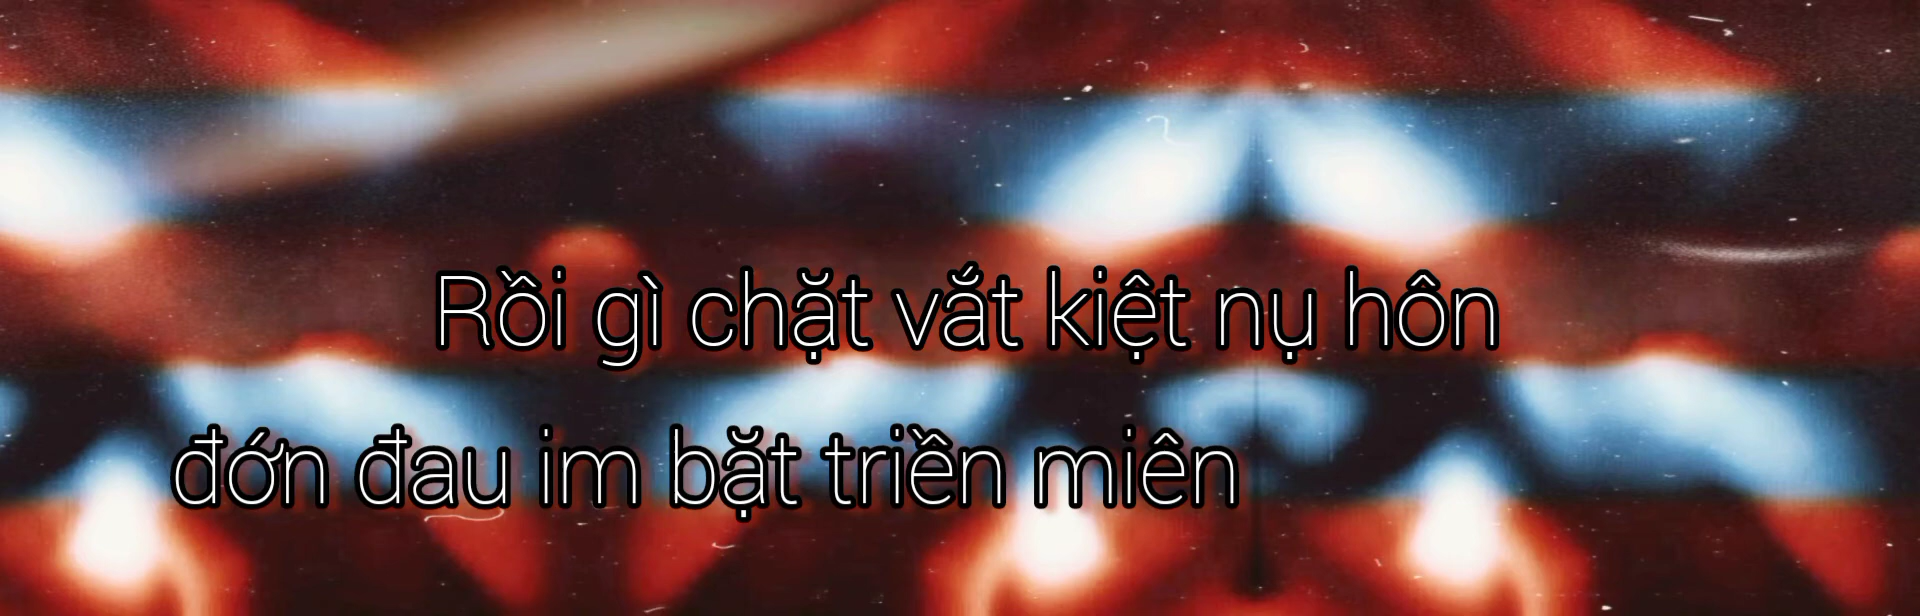 Rồi gì chặt vắt kiệt nụ hôn
đớn đau im bặt triền miên